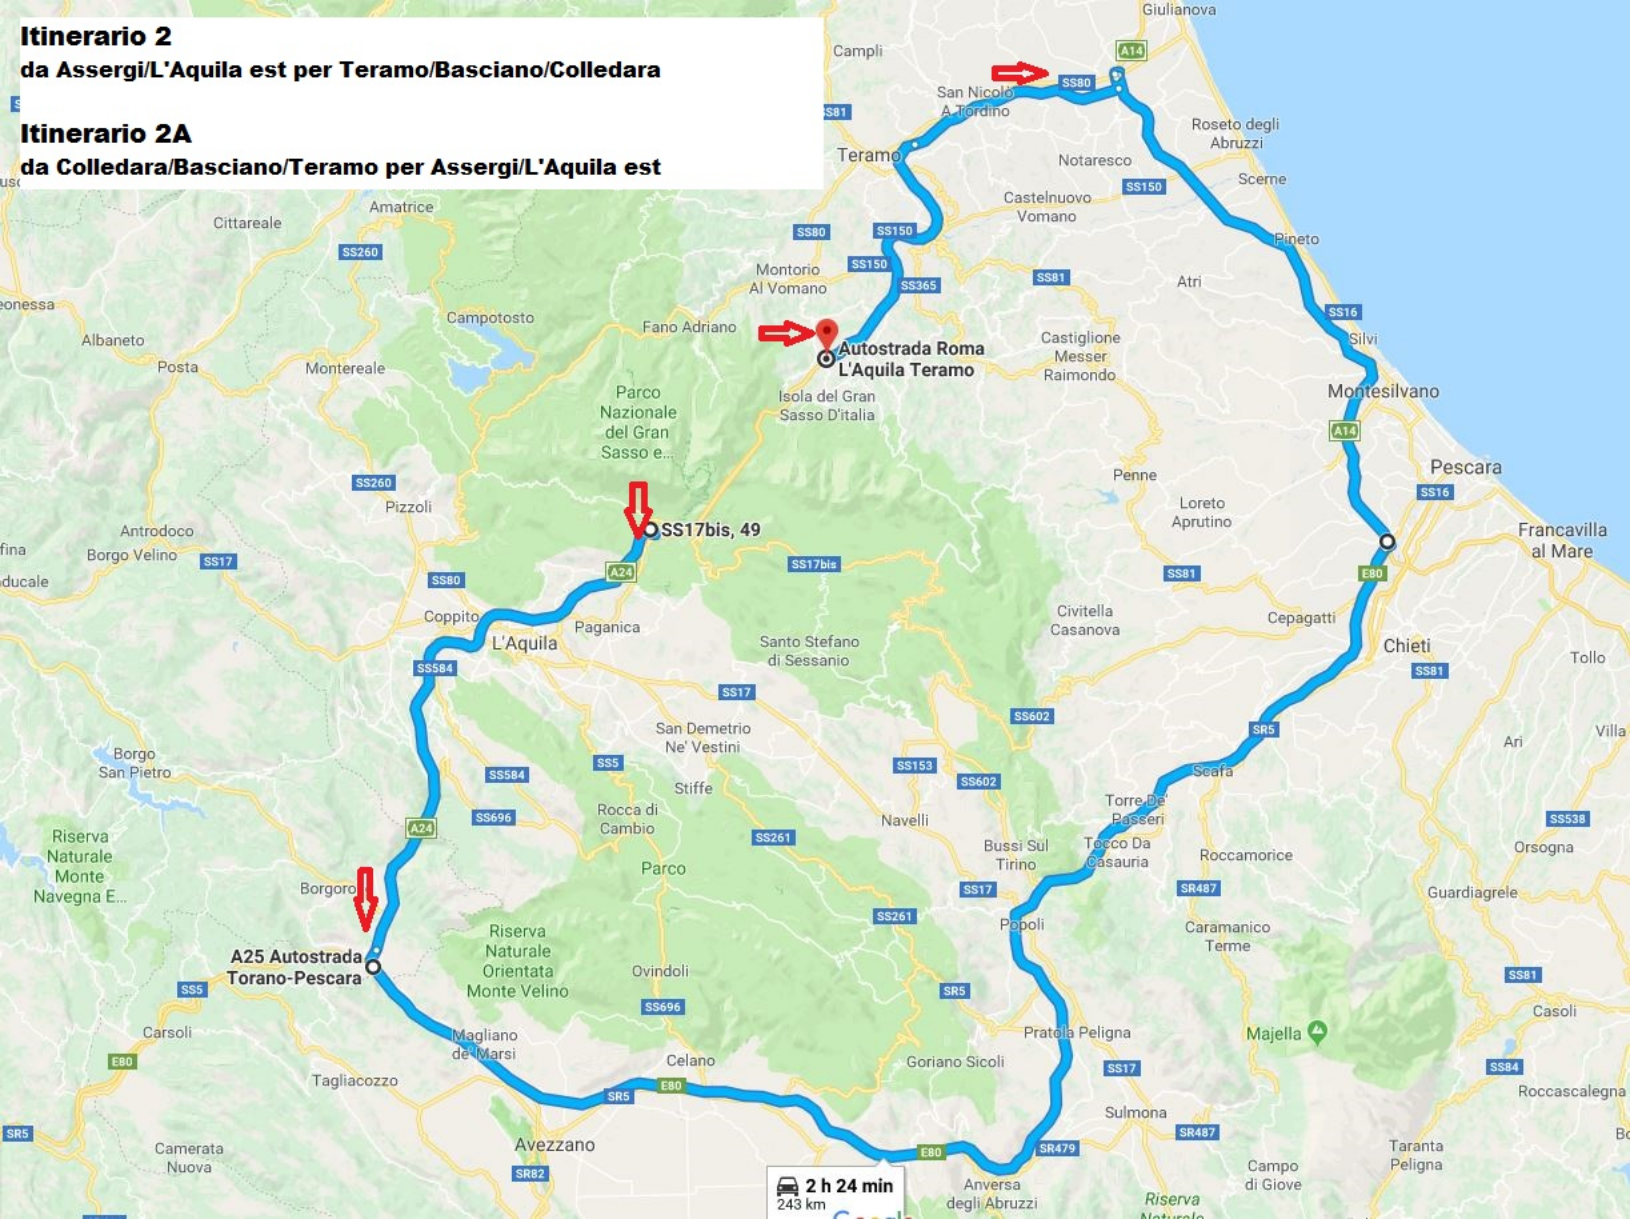 Itinerario 2
da Assergi/L'Aquila est per Teramo/Basciano/Colledara
Itinerario 2A
da Colledara/Basciano/Teramo per Assergi/L'Aquila est
Giulianova
Campli
A14
SS80
San Nicolò
A Tordino
SS81
Roseto degli
Abruzzi
Teramo
Notaresco
Scerne
SS150
Castelnuovo
Vomano
Amatrice
Cittareale
SS260
SS80
SS150
Pineto
Montorio
Al Vomano
SS150
SS365
SS81
Atri
Campotosto
Fano Adriano
SS16
Silvi
Albaneto
Posta
Montereale
Autostrada Roma
L'Aquila Teramo
Castiglione
Messer
Raimondo
Isola del Gran
Sasso D'italia
Montesilvano
Parco
Nazionale
del Gran
Sasso e...
A14
Pescara
Penne
SS16
SS260
Pizzoli
Loreto
Aprutino
Antrodoco
Borgo Velino
SS17
SS17bis, 49
Francavilla
al Mare
SS80
A24
SS17bis
SS81
E80
Coppito
L'Aquila
Paganica
Civitella
Casanova
Cepagatti
Chieti
Santo Stefano
di Sessanio
SS584
SS17
Tollo
SS81
SS602
San Demetrio
Ne' Vestini
SR5
Ari
Villa
Borgo
San Pietro
SS584
SS5
Stiffe
SS153
SS602
Scafa
SS696
Rocca di
Cambio
Torre De'
Passeri
A24
SS261
Navelli
SS538
Riserva
Naturale
Monte
Navegna E...
Parco
Bussi Sul
Tirino
Tocco Da
Casauria
Roccamorice
Orsogna
SS17
SS487
Guardiagrele
Borgoro
SS261
Popoli
Caramanico
Terme
Riserva
Naturale
Orientata
Monte Velino
A25 Autostrada
Torano-Pescara
Ovindoli
SS5
SS696
SR5
SS81
Carsoli
Magliano
de' Marsi
Pratola Peligna
Majella
Casoli
E80
Celano
Goriano Sicoli
SS17
SS84
Tagliacozzo
E80
SR5
Roccascalegna
Sulmona
SR5
Camerata
Nuova
Avezzano
SR487
SR479
E80
Taranta
Peligna
SR82
2 h 24 min
243 km
Anversa
degli Abruzzi
Campo
di Giove
Riserva